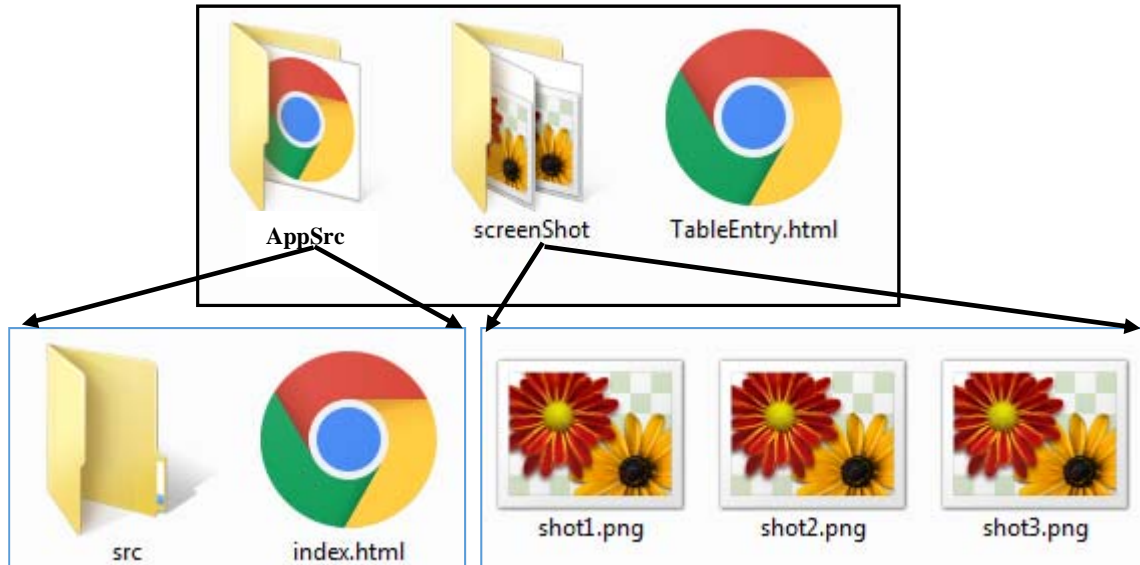 AppSrc
screenShot
TableEntry.html
src
index.html
shot1.png
shot2.png
shot3.png